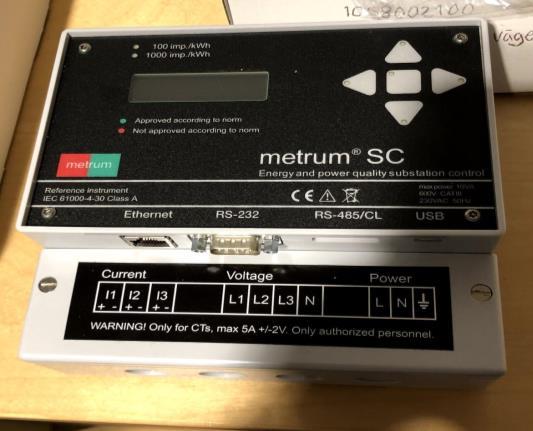 1058002100
väge
100 imp./kWh
1000 imp./kWh
Approved according to norm
Not approved according to norm
metrum
metrum® SC
Energy and power quality substation control
Reference instrument
IEC 61000-4-30 Class A
CE
max power 10VA
600V CATIII
230VAC 50Hz
Ethernet RS-232 RS-485/CL USB
Current Voltage Power
I1 I2 I3 L1 L2 L3 N L N
+ - + - + -
WARNING! Only for CTs, max 5A +/-2V. Only authorized personnel.